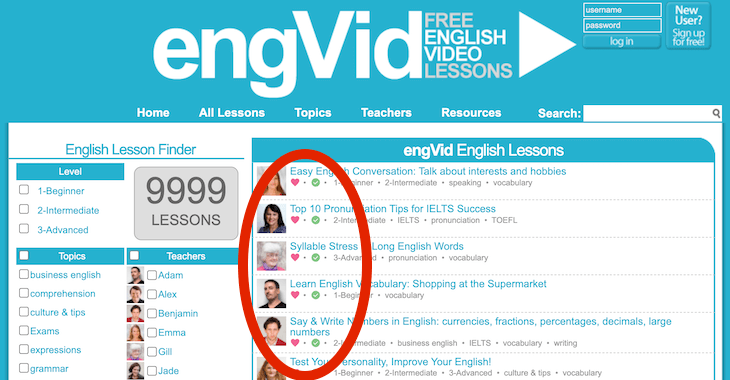 engVid
FREE
ENGLISH
VIDEO
LESSONS
username
password
log in
New
User?
Sign up
for free!
Home All Lessons Topics Teachers Resources Search:
English Lesson Finder
Level
1-Beginner
2-Intermediate
3-Advanced
9999
LESSONS
Topics
business english
comprehension
culture & tips
Exams
expressions
grammar
Teachers
Adam
Alex
Benjamin
Emma
Gill
Jade
engVid English Lessons
Easy English Conversation: Talk about interests and hobbies
• 1-Beginner • 2-Intermediate • speaking • vocabulary
Top 10 Pronunciation Tips for IELTS Success
• 2-Intermediate • IELTS • pronunciation • TOEFL
Syllable Stress Long English Words
• 3-Advanced • pronunciation • vocabulary
Learn English Vocabulary: Shopping at the Supermarket
• 1-Beginner • vocabulary
Say & Write Numbers in English: currencies, fractions, percentages, decimals, large
numbers
• 2-Intermediate • business english • IELTS • vocabulary • writing
Test Your Personality, Improve Your English!
1-Beginner • 2-Intermediate • 3-Advanced • culture & tips • vocabulary